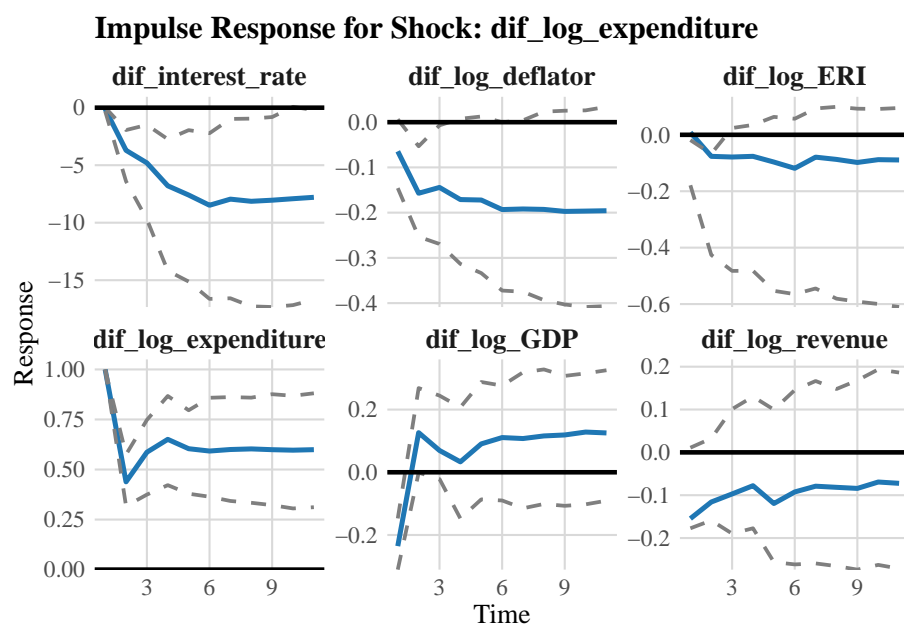 Impulse Response for Shock: dif_log_expenditure
dif_interest_rate
dif_log_deflator
dif_log_ERI
0
−5
−10
−15
0.0
−0.1
−0.2
−0.3
−0.4
0.0
−0.2
−0.4
−0.6
Response
dif_log_expenditure
dif_log_GDP
dif_log_revenue
1.00
0.75
0.50
0.25
0.00
0.2
0.0
−0.2
0.2
0.1
0.0
−0.1
−0.2
3 6 9
3 6 9
3 6 9
Time